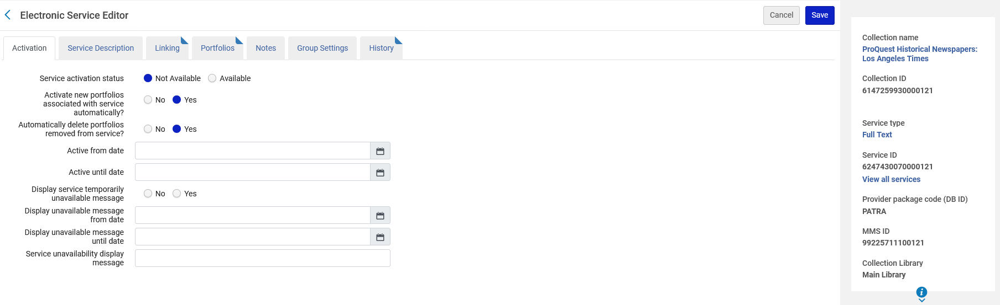 Electronic Service Editor
Cancel
Save
Activation
Service Description
Linking
Portfolios
Notes
Group Settings
History
Service activation status
Not Available
Available
Activate new portfolios
associated with service
automatically?
No
Yes
Automatically delete portfolios
removed from service?
No
Yes
Active from date
Active until date
Display service temporarily
unavailable message
No
Yes
Display unavailable message
from date
Display unavailable message
until date
Service unavailability display
message
Collection name
ProQuest Historical Newspapers:
Los Angeles Times
Collection ID
6147259930000121
Service type
Full Text
Service ID
6247430070000121
View all services
Provider package code (DB ID)
PATRA
MMS ID
99225711100121
Collection Library
Main Library
i